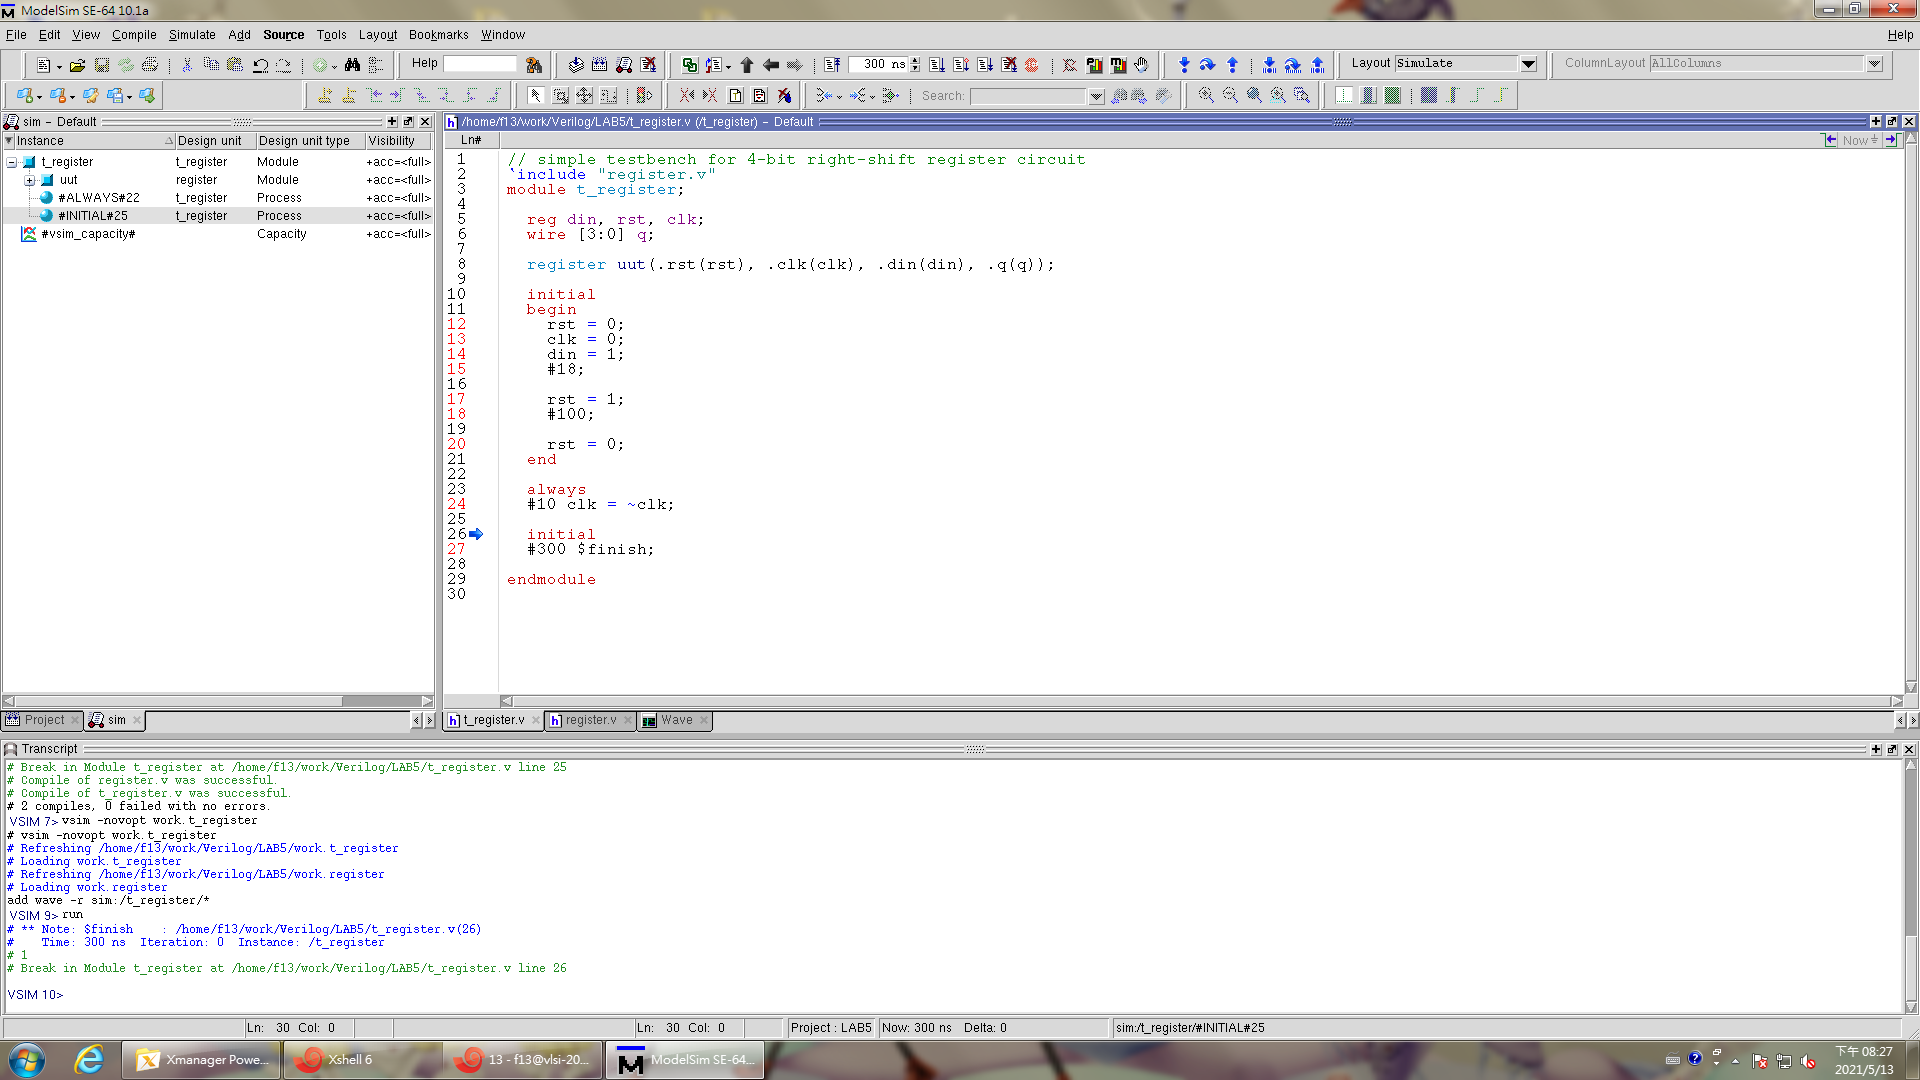 ModelSim SE-64 10.1a
File Edit View Compile Simulate Add Source Tools Layout Bookmarks Window Help
Help 300 ns Layout Simulate ColumnLayout AllColumns
Search:
sim - Default
Instance Design unit Design unit type Visibility
t_register t_register Module +acc=<full>
uut register Module +acc=<full>
#ALWAYS#22 t_register Process +acc=<full>
#INITIAL#25 t_register Process +acc=<full>
#vsim_capacity# Capacity +acc=<full>
Project sim
/home/f13/work/Verilog/LAB5/t_register.v (/t_register) - Default
Ln# Now
1 // simple testbench for 4-bit right-shift register circuit
2 `include "register.v"
3 module t_register;
4
5 reg din, rst, clk;
6 wire [3:0] q;
7
8 register uut(.rst(rst), .clk(clk), .din(din), .q(q));
9
10 initial
11 begin
12 rst = 0;
13 clk = 0;
14 din = 1;
15 #18;
16
17 rst = 1;
18 #100;
19
20 rst = 0;
21 end
22
23 always
24 #10 clk = ~clk;
25
26 initial
27 #300 $finish;
28
29 endmodule
30
t_register.v register.v Wave
Transcript
# Break in Module t_register at /home/f13/work/Verilog/LAB5/t_register.v line 25
# Compile of register.v was successful.
# Compile of t_register.v was successful.
# 2 compiles, 0 failed with no errors.
VSIM 7> vsim -novopt work.t_register
# vsim -novopt work.t_register
# Refreshing /home/f13/work/Verilog/LAB5/work.t_register
# Loading work.t_register
# Refreshing /home/f13/work/Verilog/LAB5/work.register
# Loading work.register
add wave -r sim:/t_register/*
VSIM 9> run
# ** Note: $finish : /home/f13/work/Verilog/LAB5/t_register.v(26)
# Time: 300 ns Iteration: 0 Instance: /t_register
# 1
# Break in Module t_register at /home/f13/work/Verilog/LAB5/t_register.v line 26
VSIM 10>
Ln: 30 Col: 0 Ln: 30 Col: 0 Project : LAB5 Now: 300 ns Delta: 0 sim:/t_register/#INITIAL#25
Xmanager Powe... Xshell 6 13 - f13@vlsi-20... ModelSim SE-64...
下午 08:27
2021/5/13